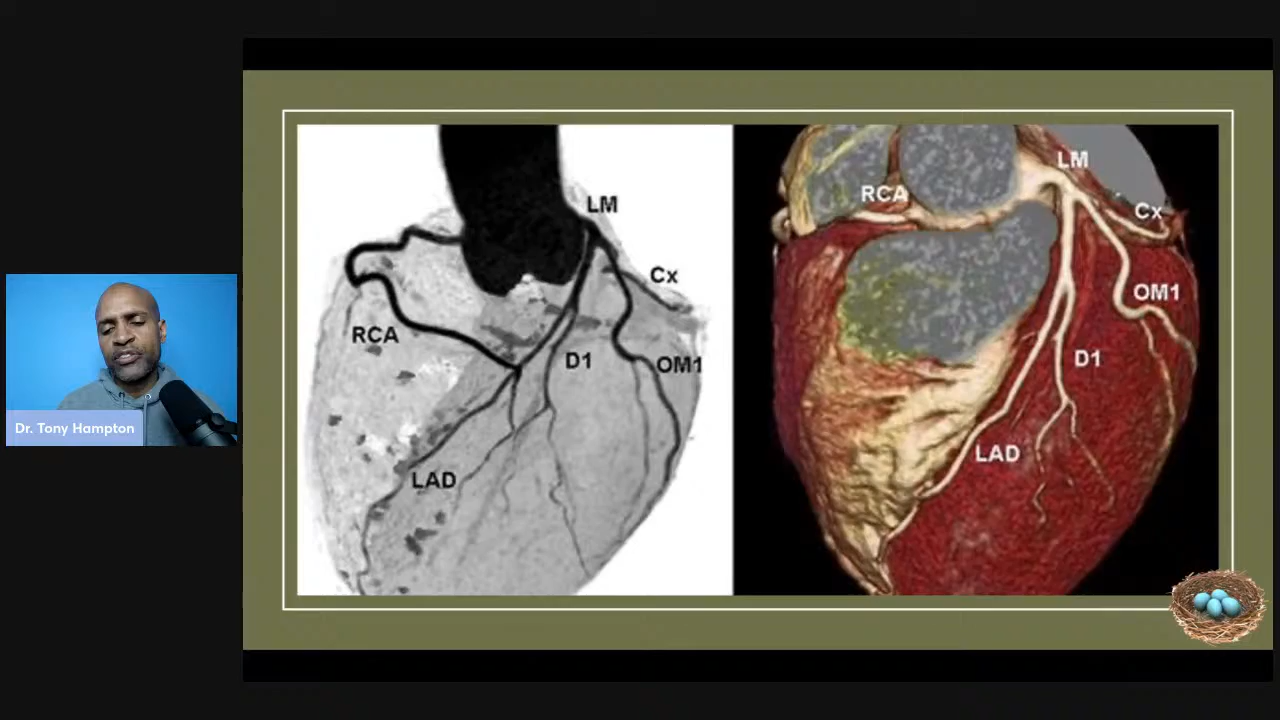 Dr. Tony Hampton
LM
Cx
RCA
D1
OM1
LAD
LM
RCA
Cx
OM1
D1
LAD